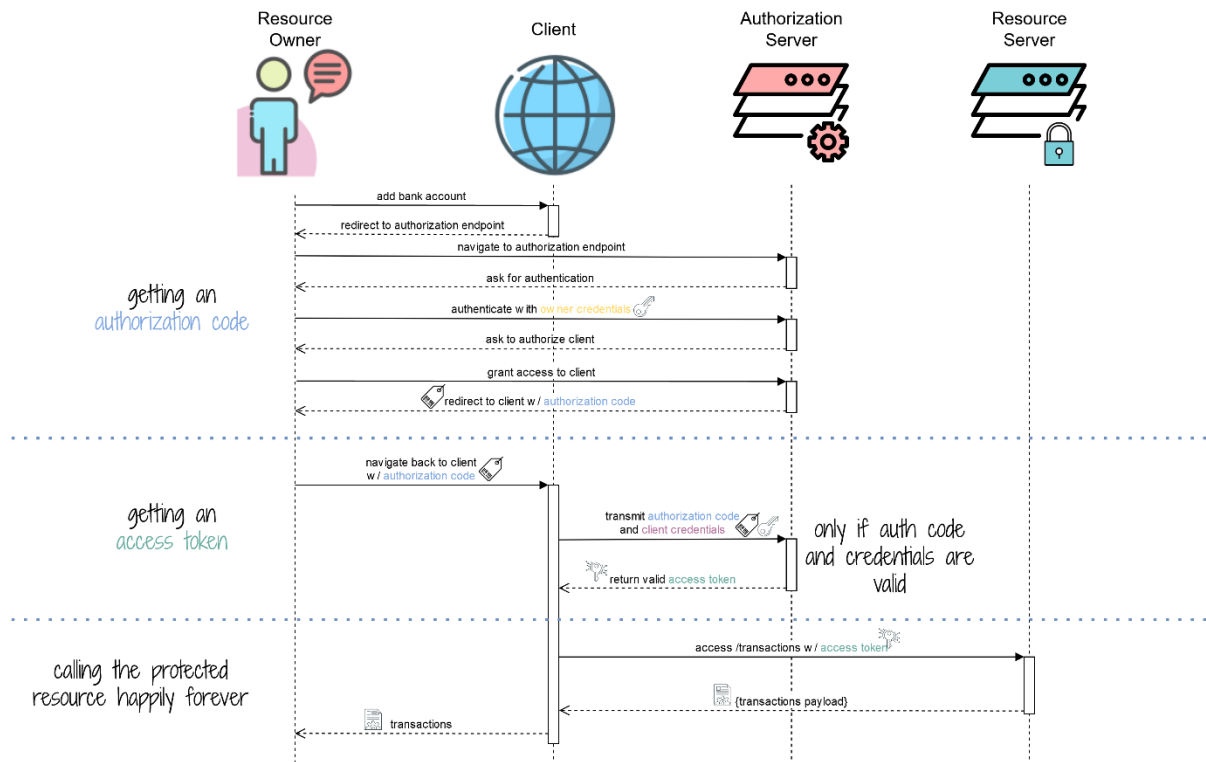 Resource
Owner
Client
Authorization
Server
Resource
Server
add bank account
redirect to authorization endpoint
navigate to authorization endpoint
ask for authentication
getting an
authorization code
authenticate with owner credentials
ask to authorize client
grant access to client
redirect to client w/ authorization code
navigate back to client
w/ authorization code
getting an
access token
transmit authorization code
and client credentials
only if auth code
and credentials are
valid
return valid access token
access /transactions w/ access token
calling the protected
resource happily forever
{transactions payload}
transactions